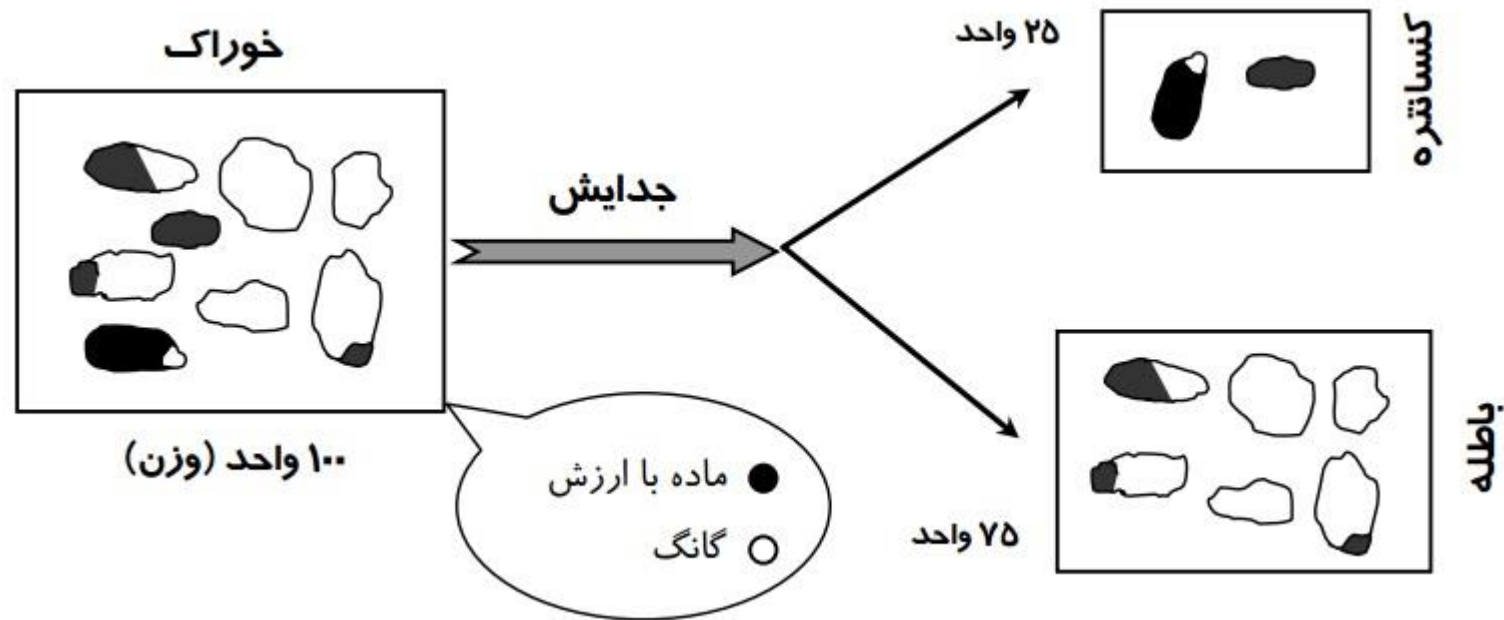 خوراک
۱۰۰ واحد (وزن)
ماده با ارزش
گانگ
جدایش
۲۵ واحد
کنسانتره
۷۵ واحد
باطله